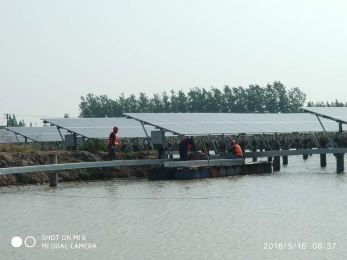 SHOT ON MI 6
MI DUAL CAMERA
2018/5/16 08:37